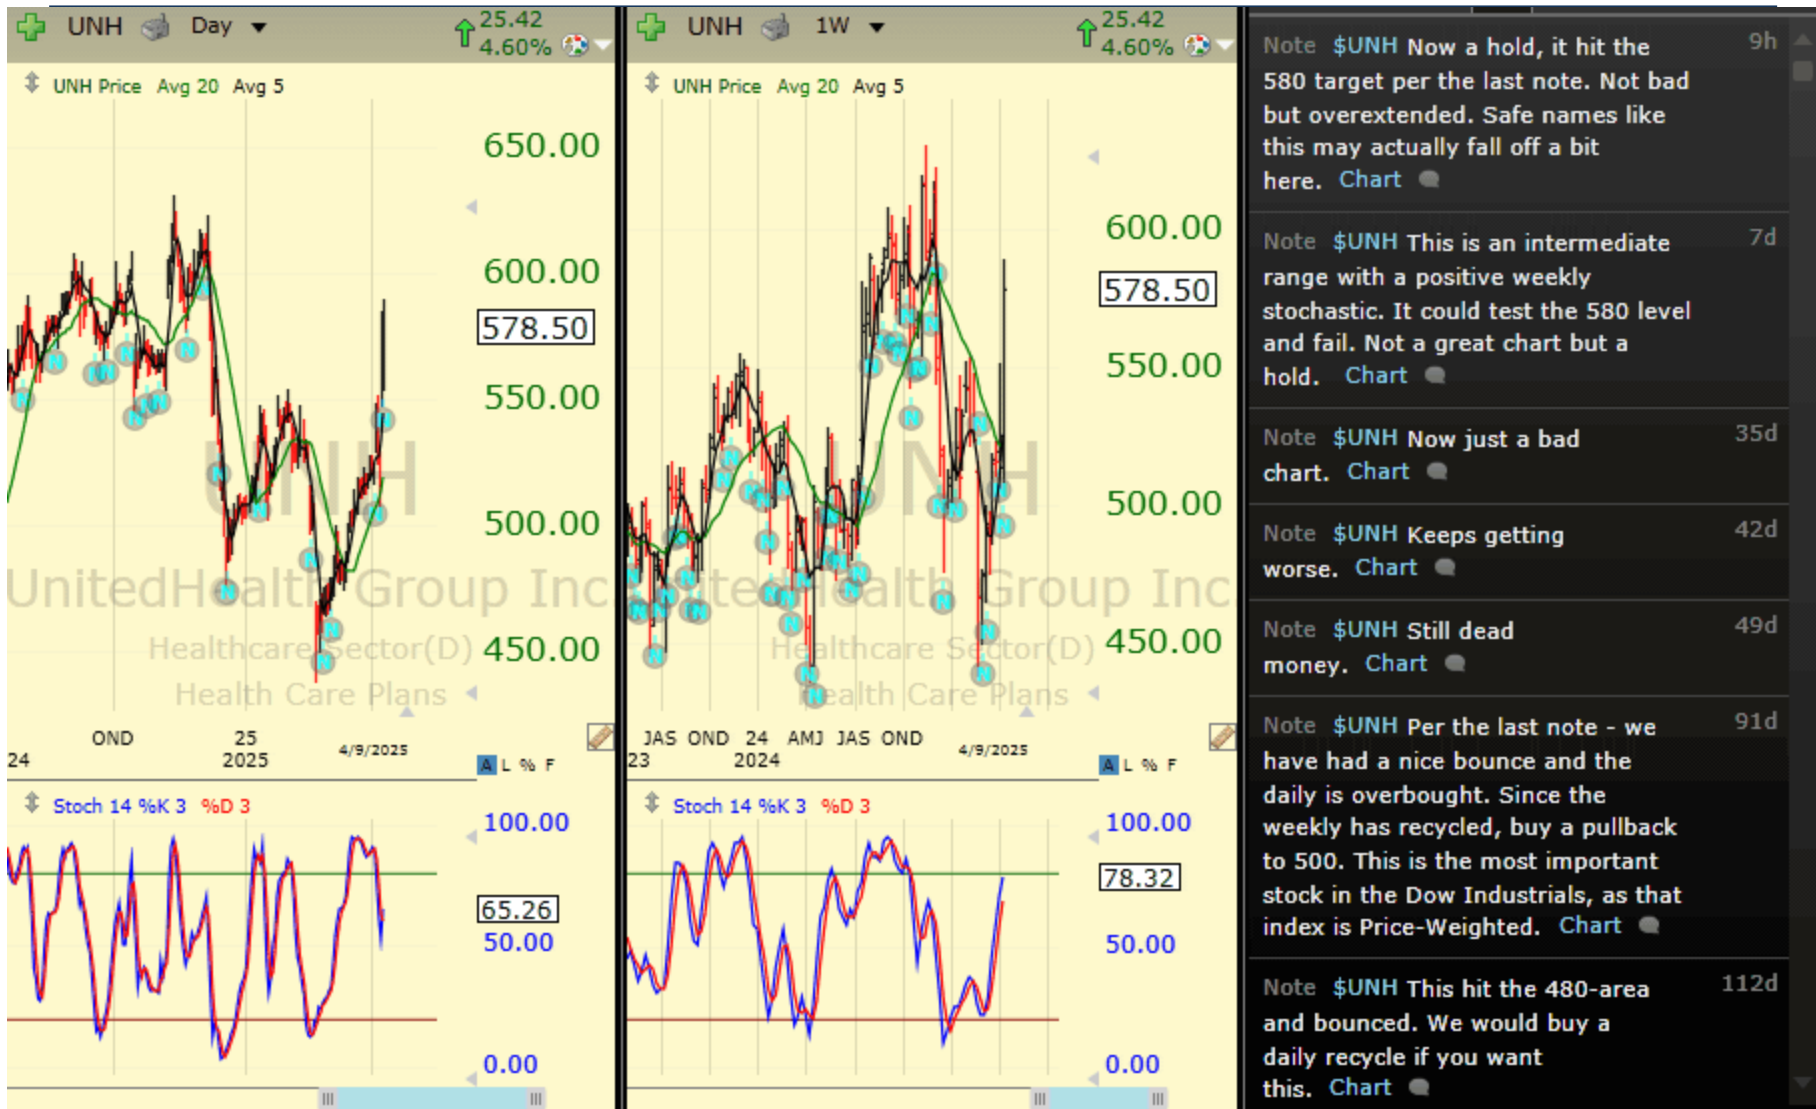 UNH Day 25.42
4.60%
UNH Price Avg 20 Avg 5
650.00
600.00
578.50
550.00
500.00
450.00
UNH
UnitedHealth Group Inc.
Healthcare Sector(D)
Health Care Plans
OND 25
24 2025 4/9/2025
A L % F
Stoch 14 %K 3 %D 3
100.00
65.26
50.00
0.00
UNH 1W 25.42
4.60%
UNH Price Avg 20 Avg 5
600.00
578.50
550.00
500.00
450.00
UNH
Group Inc.
Healthcare Sector(D)
Health Care Plans
JAS OND 24 AMJ JAS OND
23 2024 4/9/2025
A L % F
Stoch 14 %K 3 %D 3
100.00
78.32
50.00
0.00
Note $UNH Now a hold, it hit the 9h
580 target per the last note. Not bad
but overextended. Safe names like
this may actually fall off a bit
here. Chart
Note $UNH This is an intermediate 7d
range with a positive weekly
stochastic. It could test the 580 level
and fail. Not a great chart but a
hold. Chart
Note $UNH Now just a bad 35d
chart. Chart
Note $UNH Keeps getting 42d
worse. Chart
Note $UNH Still dead 49d
money. Chart
Note $UNH Per the last note - we 91d
have had a nice bounce and the
daily is overbought. Since the
weekly has recycled, buy a pullback
to 500. This is the most important
stock in the Dow Industrials, as that
index is Price-Weighted. Chart
Note $UNH This hit the 480-area 112d
and bounced. We would buy a
daily recycle if you want
this. Chart